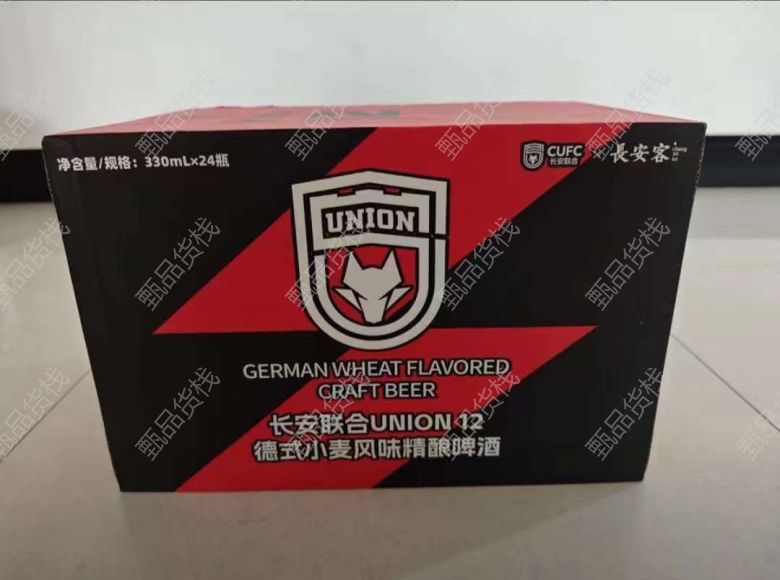 净含量/规格：330mL×24瓶
CUFC
长安联合
長安客
UNION
GERMAN WHEAT FLAVORED
CRAFT BEER
长安联合UNION 12
德式小麦风味精酿啤酒
甄品货栈